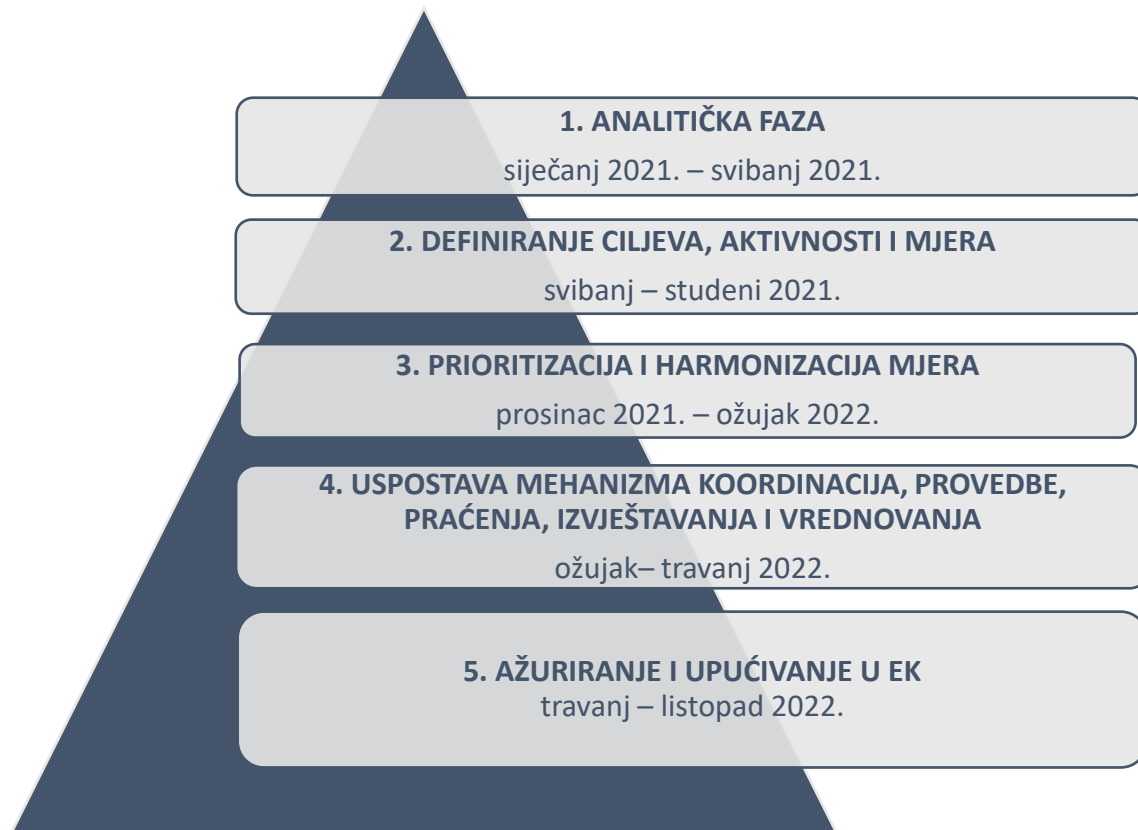 1. ANALITIČKA FAZA
siječanj 2021. – svibanj 2021.
2. DEFINIRANJE CILJEVA, AKTIVNOSTI I MJERA
svibanj – studeni 2021.
3. PRIORITIZACIJA I HARMONIZACIJA MJERA
prosinac 2021. – ožujak 2022.
4. USPOSTAVA MEHANIZMA KOORDINACIJA, PROVEDBE,
PRAĆENJA, IZVJEŠTAVANJA I VREDNOVANJA
ožujak– travanj 2022.
5. AŽURIRANJE I UPUĆIVANJE U EK
travanj – listopad 2022.